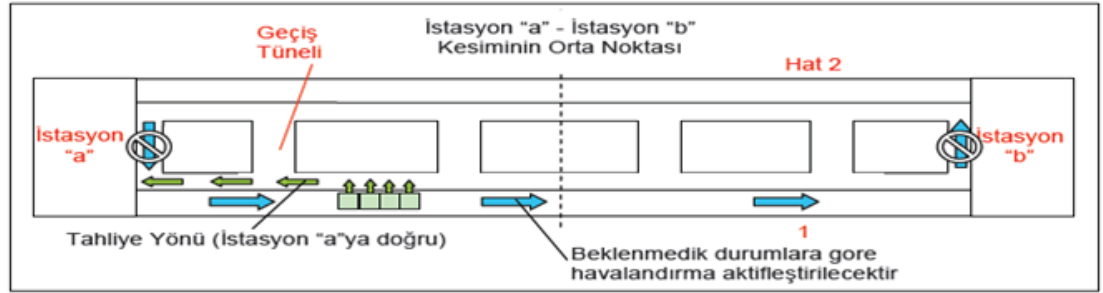 İstasyon “a” - İstasyon “b”
Kesiminin Orta Noktası
Geçiş
Tüneli
Hat 2
İstasyon
“a”
İstasyon
“b”
Tahliye Yönü (İstasyon “a”ya doğru)
1
Beklenmedik durumlara gore
havalandırma aktifleştirilecektir